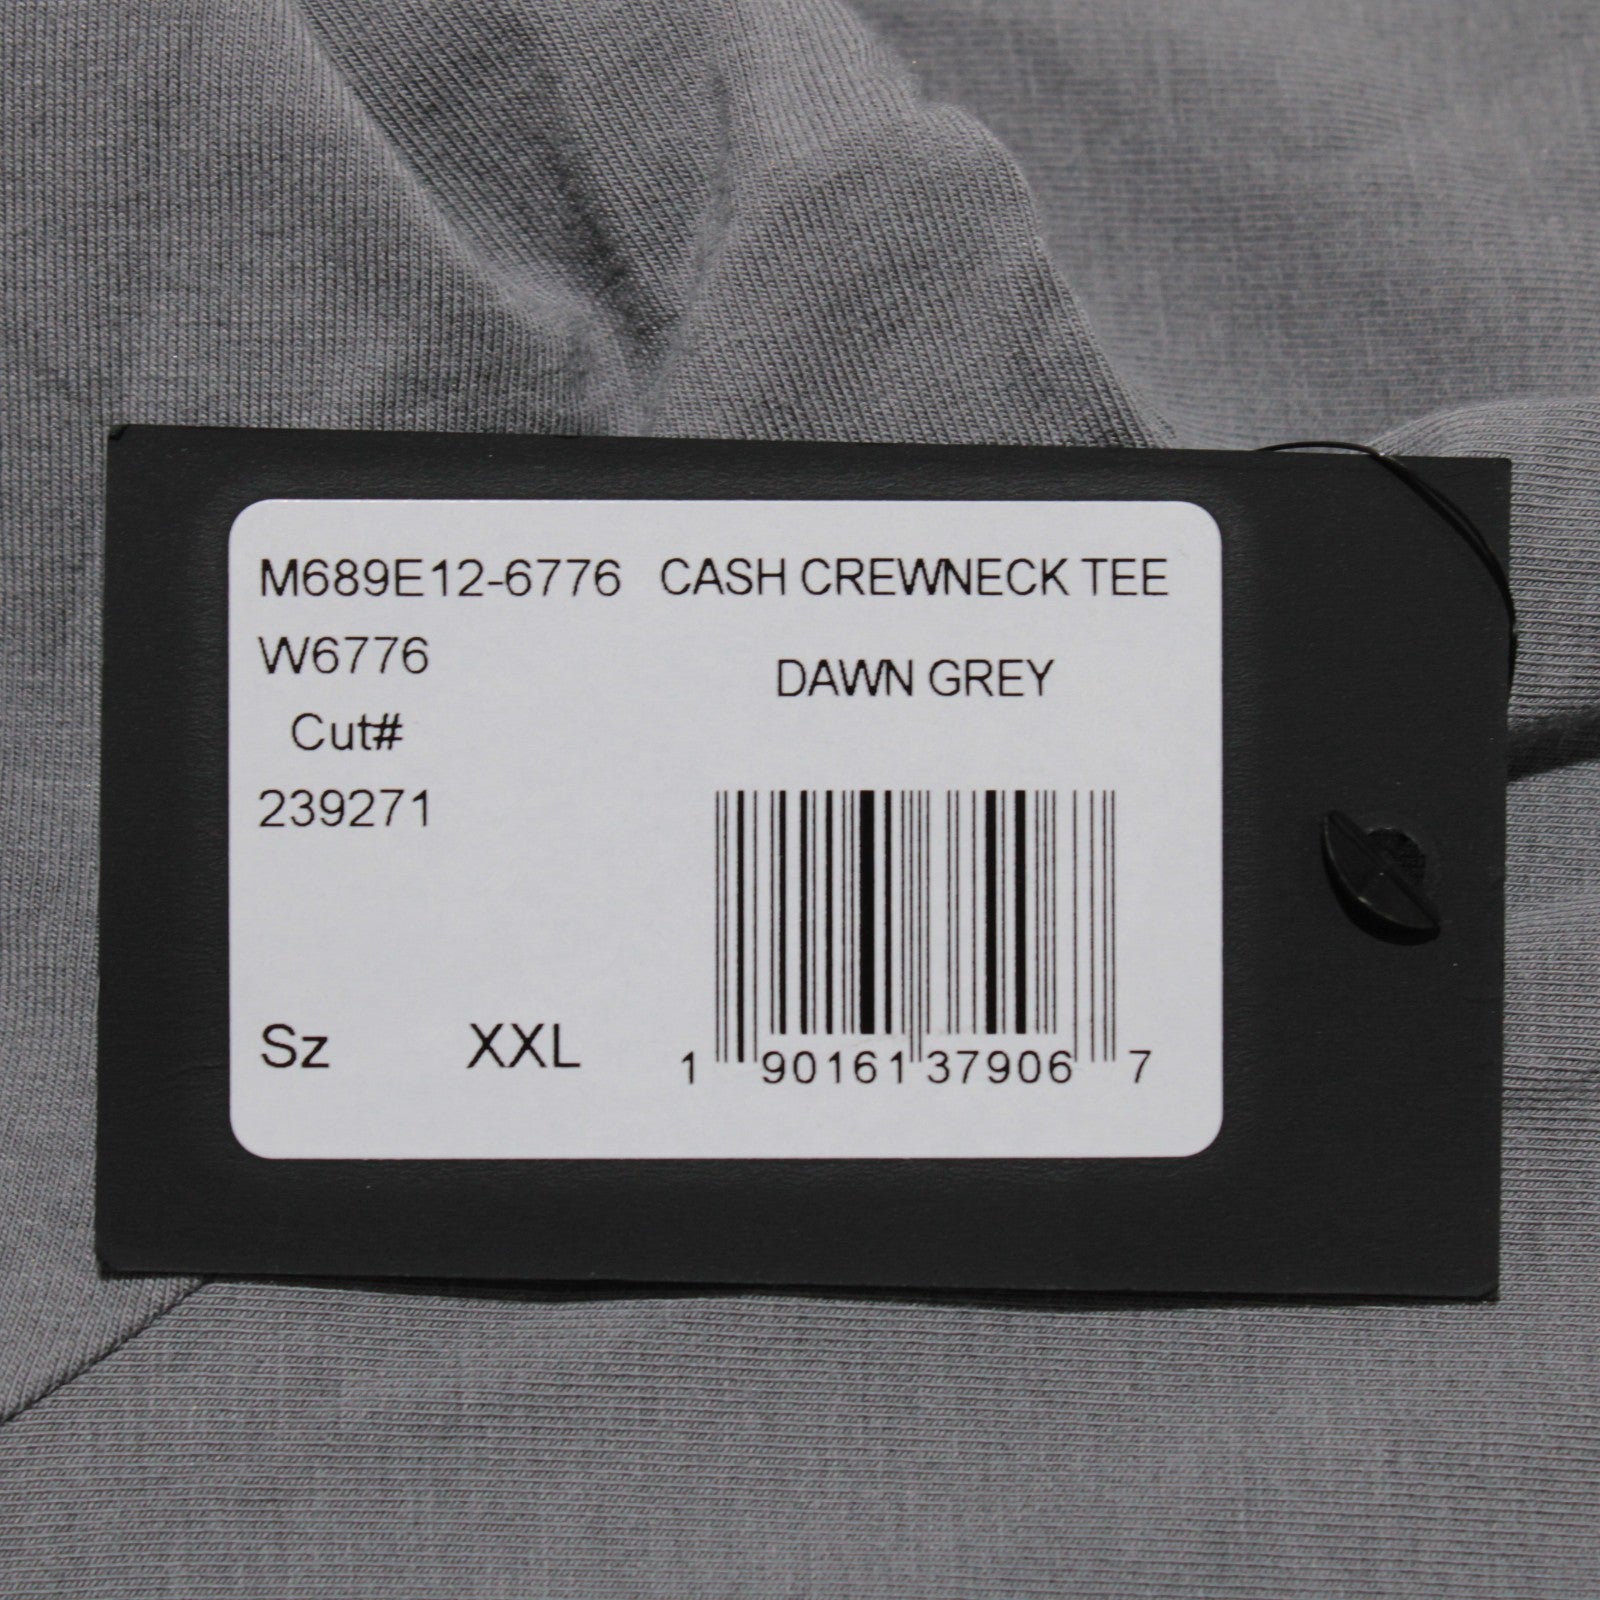 M689E12-6776 CASH CREWNECK TEE
W6776
DAWN GREY
Cut#
239271
Sz XXL
1 90161 37906 7